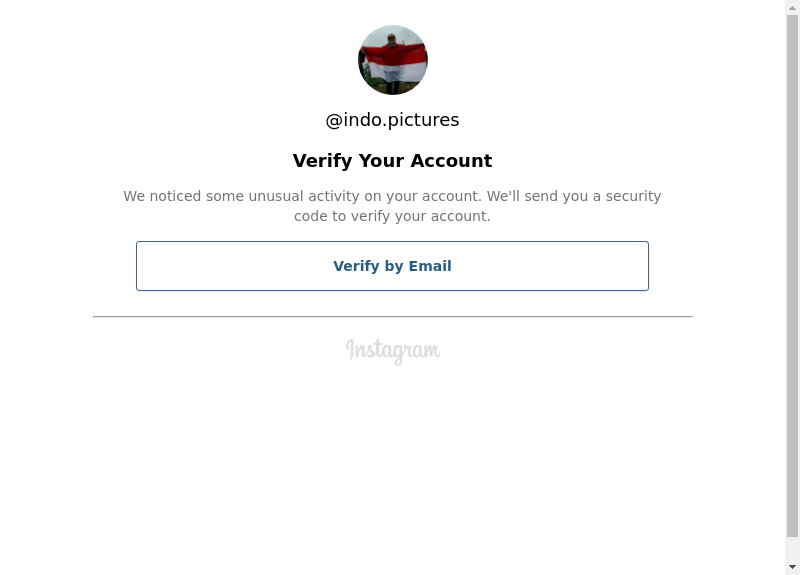 @indo.pictures
Verify Your Account
We noticed some unusual activity on your account. We'll send you a security
code to verify your account.
Verify by Email
Instagram